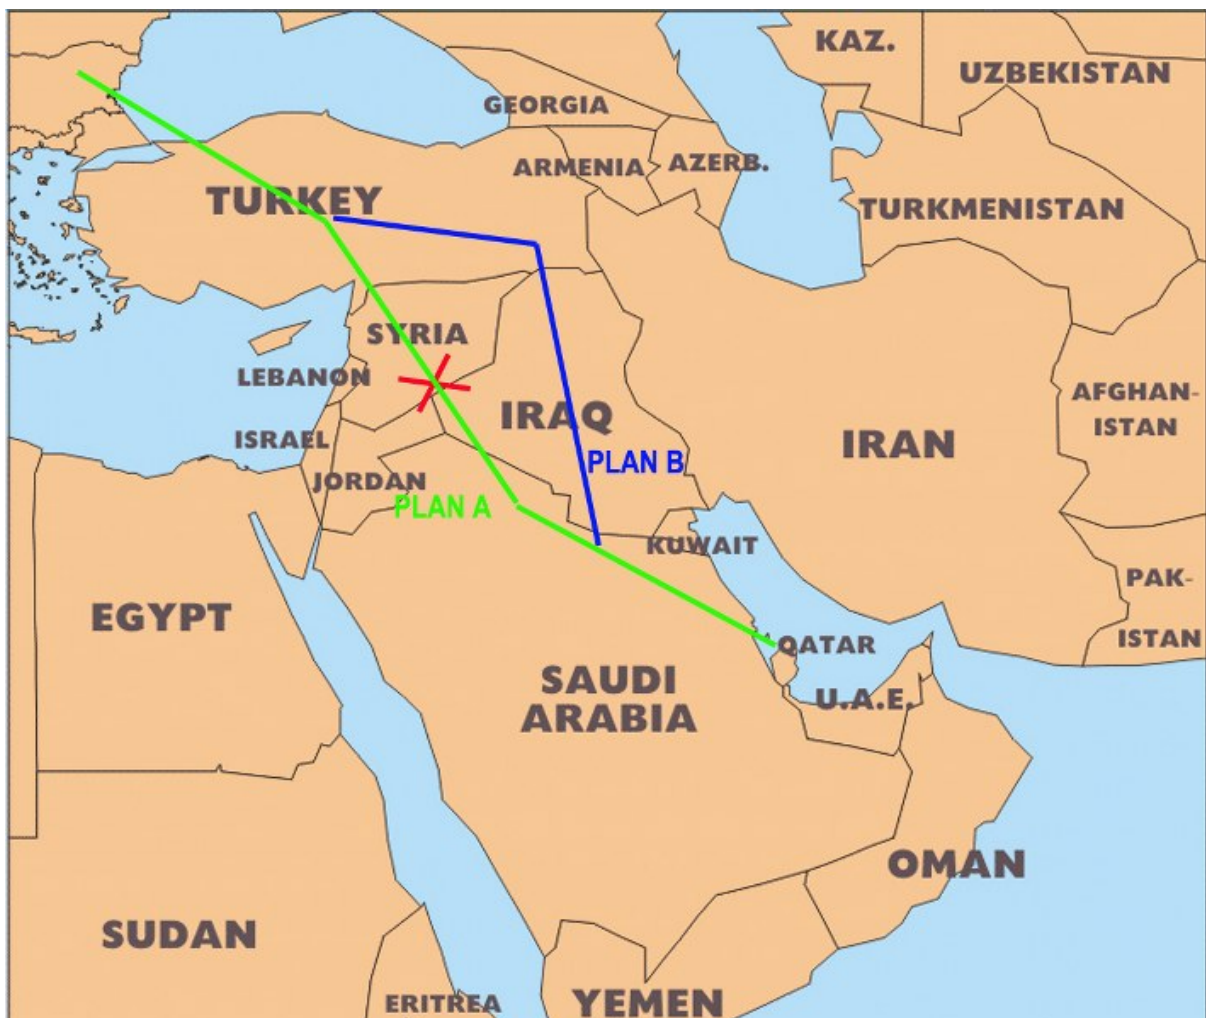 KAZ.
UZBEKISTAN
GEORGIA
ARMENIA
AZERB.
TURKEY
TURKMENISTAN
SYRIA
LEBANON
AFGHAN-
ISTAN
IRAQ
ISRAEL
IRAN
PLAN B
JORDAN
PLAN A
KUWAIT
PAK-
ISTAN
EGYPT
QATAR
SAUDI
ARABIA
U.A.E.
OMAN
SUDAN
ERITREA
YEMEN